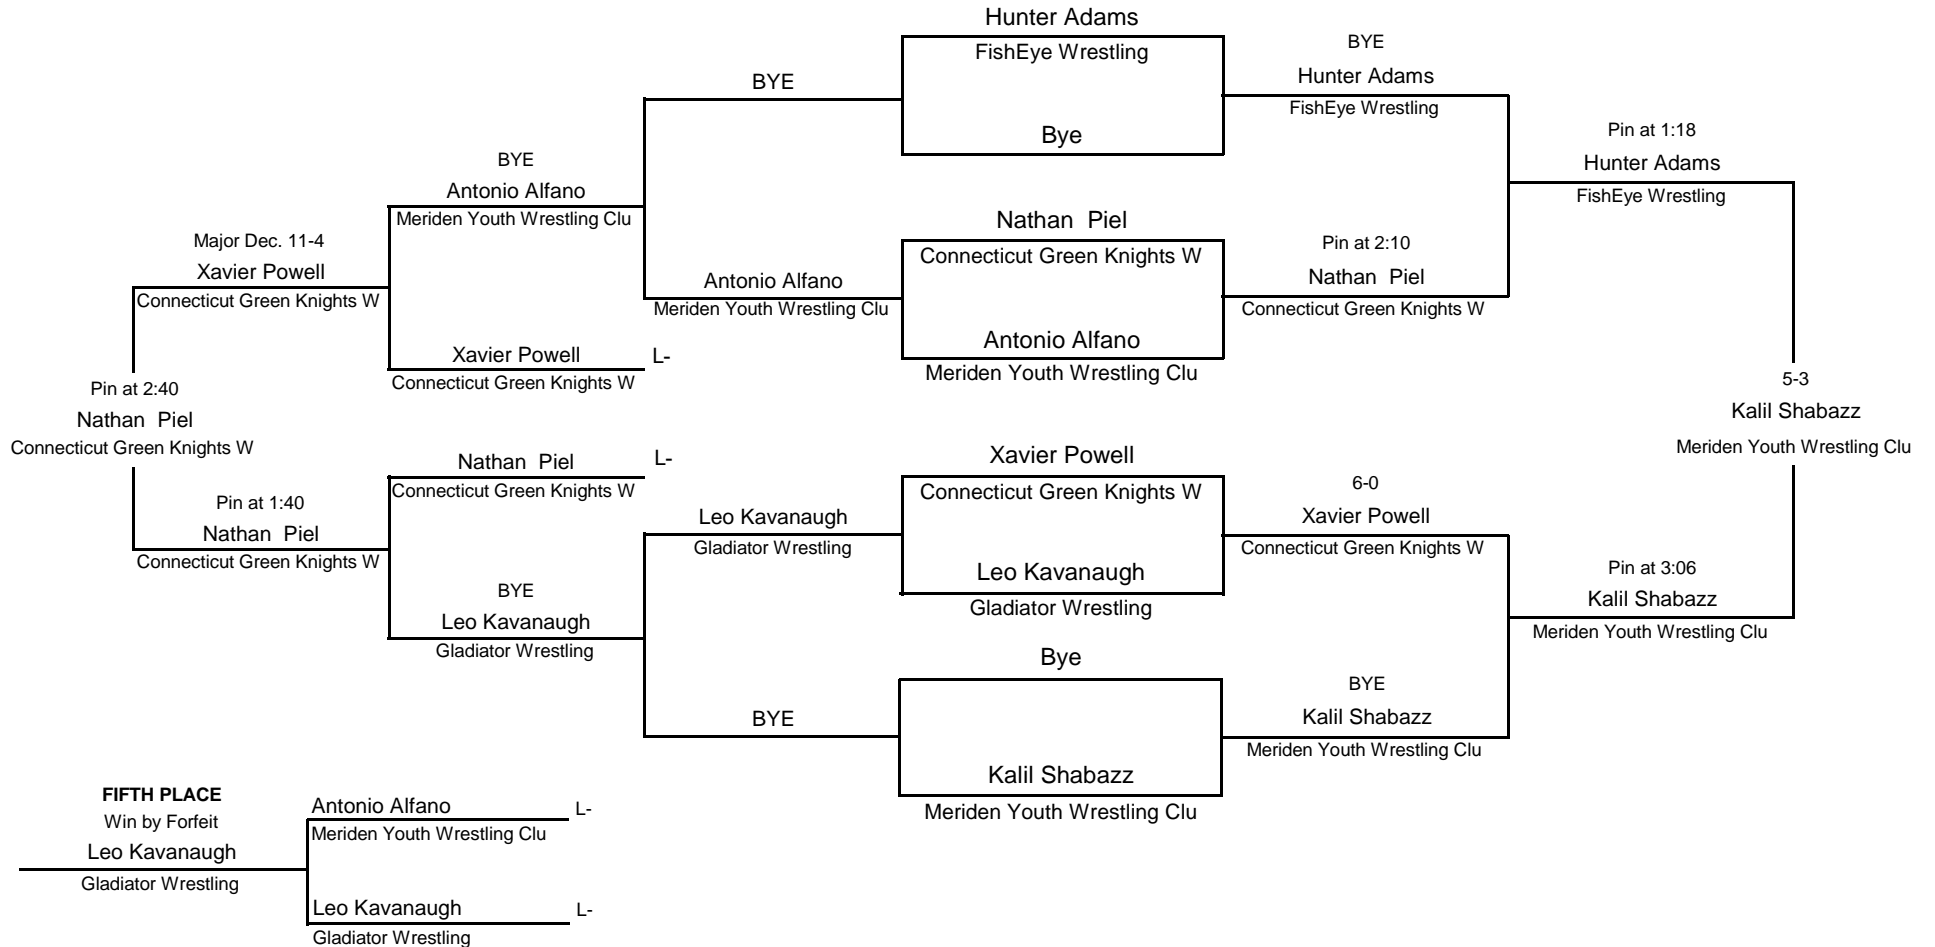 Hunter Adams
FishEye Wrestling
BYE
Hunter Adams
FishEye Wrestling
BYE
Bye
Pin at 1:18
Hunter Adams
FishEye Wrestling
BYE
Antonio Alfano
Meriden Youth Wrestling Clu
Nathan Piel
Connecticut Green Knights W
Pin at 2:10
Nathan Piel
Connecticut Green Knights W
Major Dec. 11-4
Xavier Powell
Connecticut Green Knights W
Antonio Alfano
Meriden Youth Wrestling Clu
Antonio Alfano
Meriden Youth Wrestling Clu
Xavier Powell L-
Connecticut Green Knights W
Pin at 2:40
Nathan Piel
Connecticut Green Knights W
5-3
Kalil Shabazz
Meriden Youth Wrestling Clu
Nathan Piel L-
Connecticut Green Knights W
Xavier Powell
Connecticut Green Knights W
6-0
Xavier Powell
Connecticut Green Knights W
Pin at 1:40
Nathan Piel
Connecticut Green Knights W
Leo Kavanaugh
Gladiator Wrestling
Leo Kavanaugh
Gladiator Wrestling
Pin at 3:06
Kalil Shabazz
Meriden Youth Wrestling Clu
BYE
Leo Kavanaugh
Gladiator Wrestling
Bye
BYE
BYE
Kalil Shabazz
Meriden Youth Wrestling Clu
Kalil Shabazz
Meriden Youth Wrestling Clu
FIFTH PLACE
Win by Forfeit
Leo Kavanaugh
Gladiator Wrestling
Antonio Alfano L-
Meriden Youth Wrestling Clu
Leo Kavanaugh L-
Gladiator Wrestling